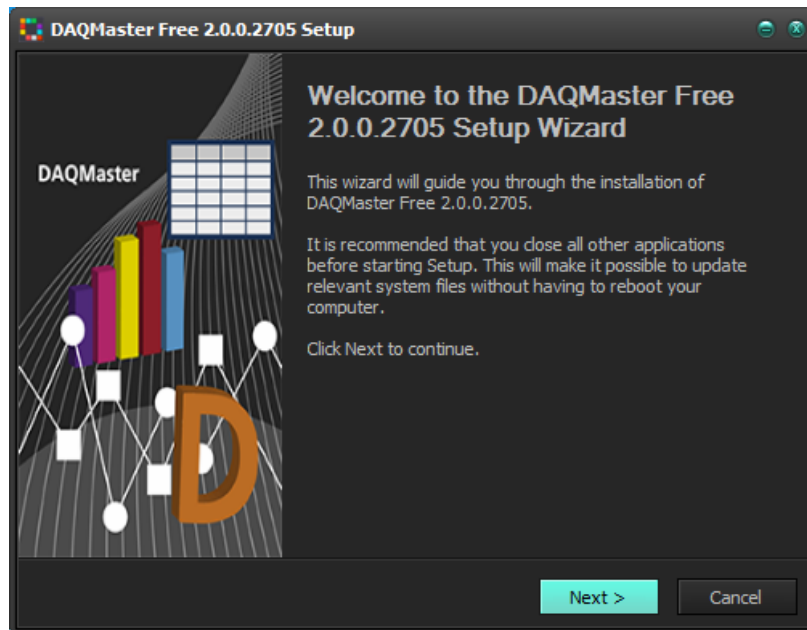 DAQMaster Free 2.0.0.2705 Setup
DAQMaster
Welcome to the DAQMaster Free
2.0.0.2705 Setup Wizard
This wizard will guide you through the installation of
DAQMaster Free 2.0.0.2705.
It is recommended that you close all other applications
before starting Setup. This will make it possible to update
relevant system files without having to reboot your
computer.
Click Next to continue.
D
Next >
Cancel